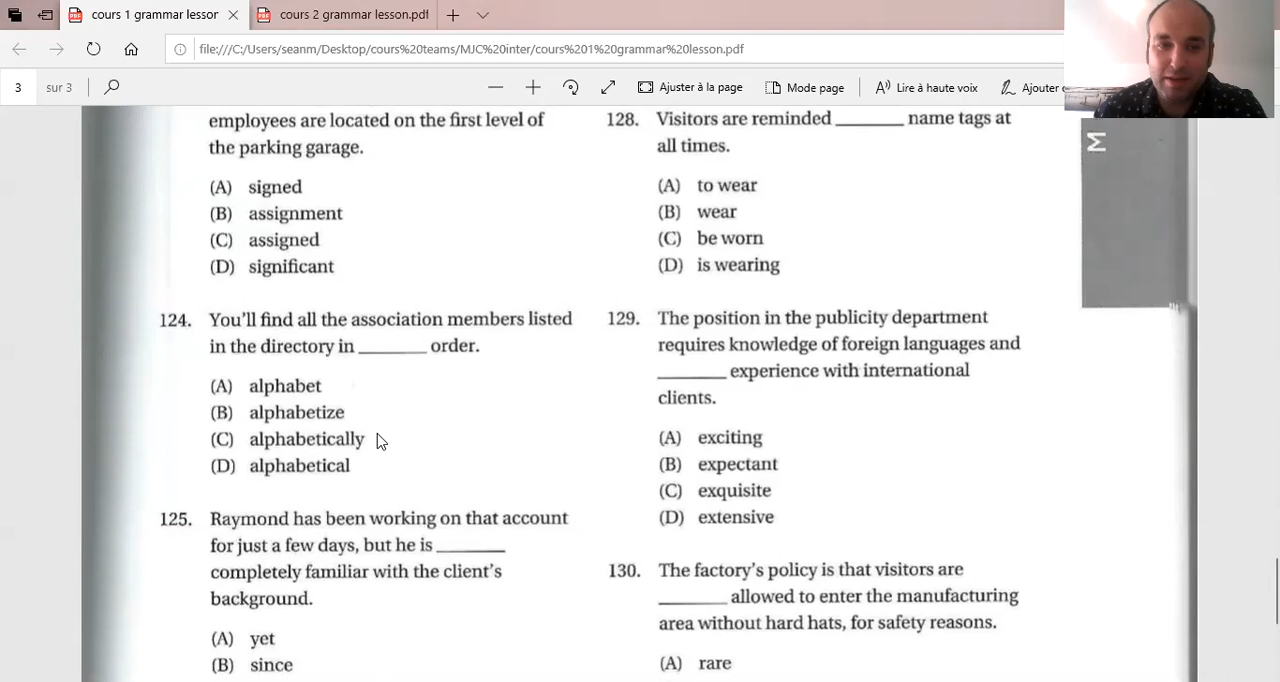 cours 1 grammar lessor
cours 2 grammar lesson.pdf
file:///C:/Users/seanm/Desktop/cours%20teams/MJC%20inter/cours%201%20grammar%20lesson.pdf
3 sur 3
Ajuster à la page
Mode page
Lire à haute voix
Ajouter
employees are located on the first level of
the parking garage.
(A) signed
(B) assignment
(C) assigned
(D) significant
124. You'll find all the association members listed
in the directory in ______ order.
(A) alphabet
(B) alphabetize
(C) alphabetically
(D) alphabetical
125. Raymond has been working on that account
for just a few days, but he is ______
completely familiar with the client's
background.
(A) yet
(B) since
128. Visitors are reminded ______ name tags at
all times.
(A) to wear
(B) wear
(C) be worn
(D) is wearing
129. The position in the publicity department
requires knowledge of foreign languages and
______ experience with international
clients.
(A) exciting
(B) expectant
(C) exquisite
(D) extensive
130. The factory's policy is that visitors are
______ allowed to enter the manufacturing
area without hard hats, for safety reasons.
(A) rare